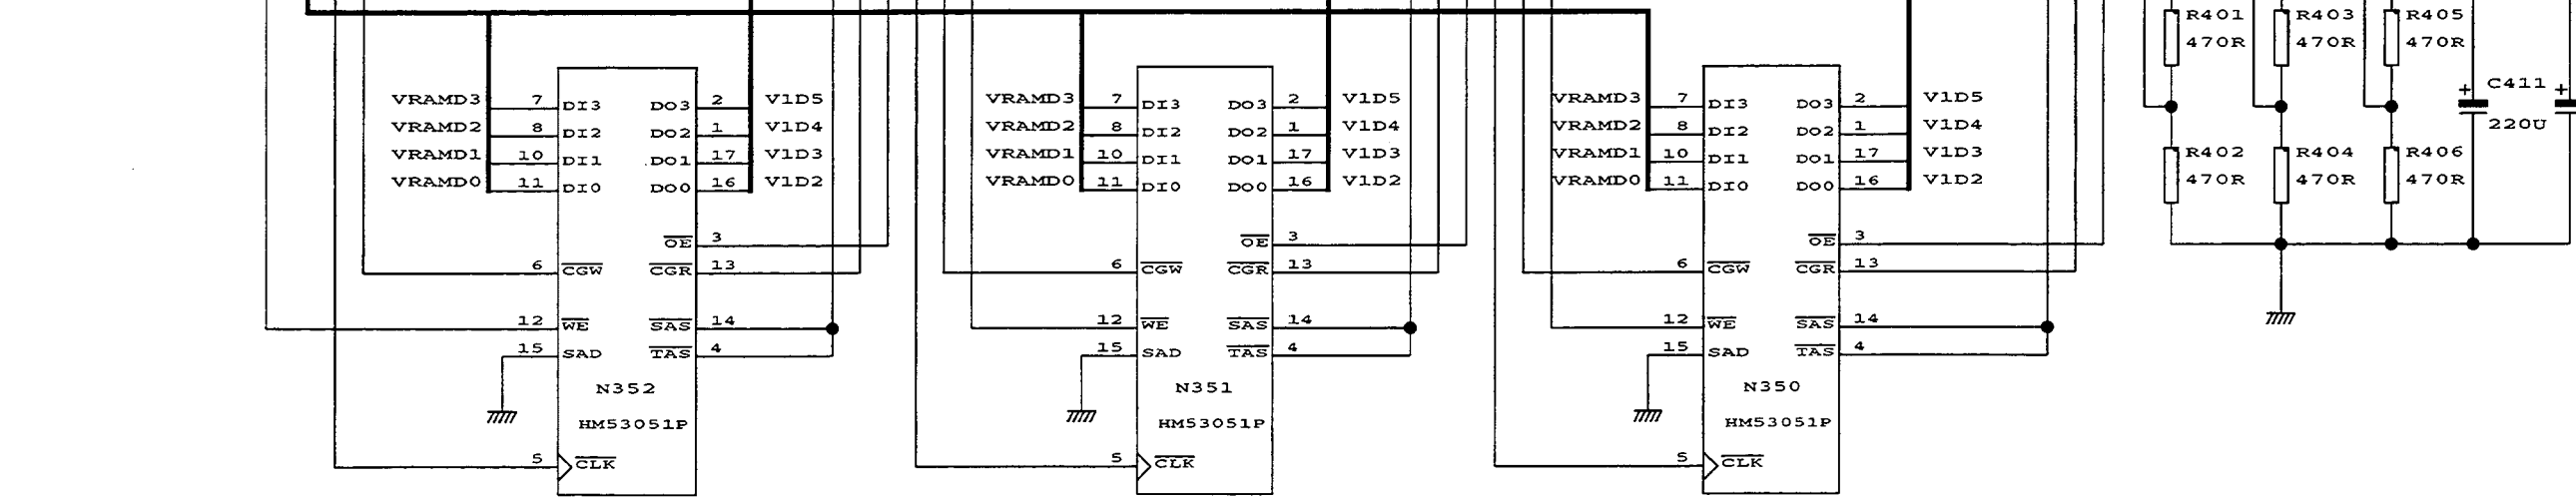 R401 R403 R405
470R 470R 470R
+ C411 +
220U
R402 R404 R406
470R 470R 470R
VRAMD3 7 DI3 DO3 2 V1D5
VRAMD2 8 DI2 DO2 1 V1D4
VRAMD1 10 DI1 DO1 17 V1D3
VRAMD0 11 DI0 DO0 16 V1D2
OE 3
6 CGW CGR 13
12 WE SAS 14
15 SAD TAS 4
N352
HM53051P
5 CLK
VRAMD3 7 DI3 DO3 2 V1D5
VRAMD2 8 DI2 DO2 1 V1D4
VRAMD1 10 DI1 DO1 17 V1D3
VRAMD0 11 DI0 DO0 16 V1D2
OE 3
6 CGW CGR 13
12 WE SAS 14
15 SAD TAS 4
N351
HM53051P
5 CLK
VRAMD3 7 DI3 DO3 2 V1D5
VRAMD2 8 DI2 DO2 1 V1D4
VRAMD1 10 DI1 DO1 17 V1D3
VRAMD0 11 DI0 DO0 16 V1D2
OE 3
6 CGW CGR 13
12 WE SAS 14
15 SAD TAS 4
N350
HM53051P
5 CLK